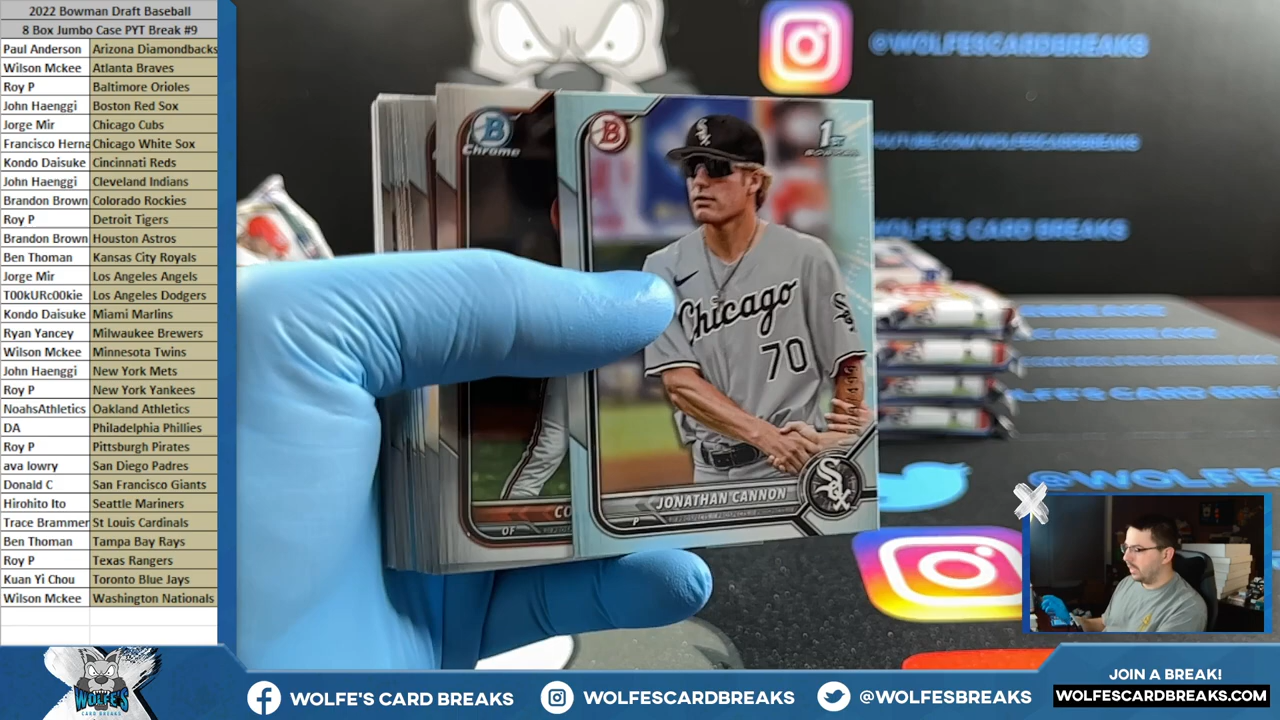 2022 Bowman Draft Baseball
8 Box Jumbo Case PYT Break #9
Paul Anderson Arizona Diamondbacks
Wilson Mckee Atlanta Braves
Roy P Baltimore Orioles
John Haenggi Boston Red Sox
Jorge Mir Chicago Cubs
Francisco Herna Chicago White Sox
Kondo Daisuke Cincinnati Reds
John Haenggi Cleveland Indians
Brandon Brown Colorado Rockies
Roy P Detroit Tigers
Brandon Brown Houston Astros
Ben Thoman Kansas City Royals
Jorge Mir Los Angeles Angels
T00kURc00kie Los Angeles Dodgers
Kondo Daisuke Miami Marlins
Ryan Yancey Milwaukee Brewers
Wilson Mckee Minnesota Twins
John Haenggi New York Mets
Roy P New York Yankees
NoahsAthletics Oakland Athletics
DA Philadelphia Phillies
Roy P Pittsburgh Pirates
ava lowry San Diego Padres
Donald C San Francisco Giants
Hirohito Ito Seattle Mariners
Trace Brammer St Louis Cardinals
Ben Thoman Tampa Bay Rays
Roy P Texas Rangers
Kuan Yi Chou Toronto Blue Jays
Wilson Mckee Washington Nationals
@WOLFESCARDBREAKS
WOLFE'S CARD BREAKS
B
Chrome
B
1ST
Chicago
70
CO
OF
JONATHAN CANNON
P
@WOLFES
WOLFE'S
CARD BREAKS
WOLFE'S CARD BREAKS
WOLFESCARDBREAKS
@WOLFESBREAKS
JOIN A BREAK!
WOLFESCARDBREAKS.COM